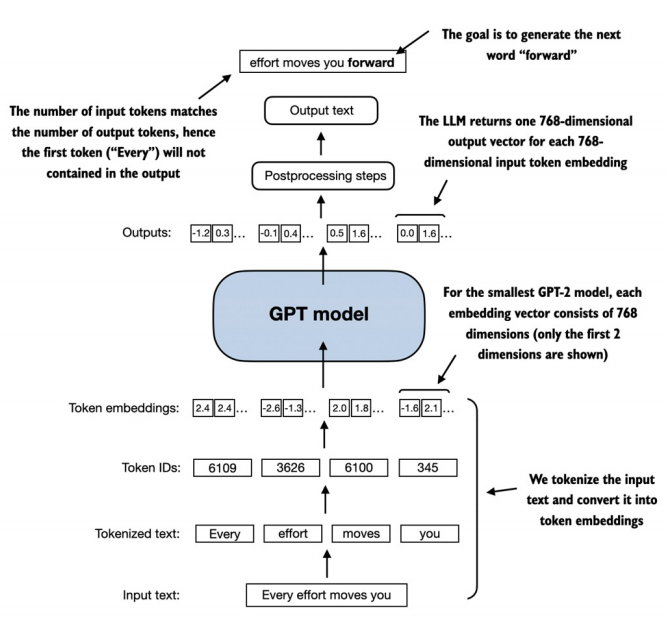 The goal is to generate the next
word “forward”
effort moves you forward
The number of input tokens matches
the number of output tokens, hence
the first token (“Every”) will not
contained in the output
Output text
The LLM returns one 768-dimensional
output vector for each 768-
dimensional input token embedding
Postprocessing steps
Outputs: -1.2 0.3 ... -0.1 0.4 ... 0.5 1.6 ... 0.0 1.6 ...
GPT model
For the smallest GPT-2 model, each
embedding vector consists of 768
dimensions (only the first 2
dimensions are shown)
Token embeddings: 2.4 2.4 ... -2.6 -1.3 ... 2.0 1.8 ... -1.6 2.1 ...
Token IDs: 6109 3626 6100 345
We tokenize the input
text and convert it into
token embeddings
Tokenized text: Every effort moves you
Input text: Every effort moves you